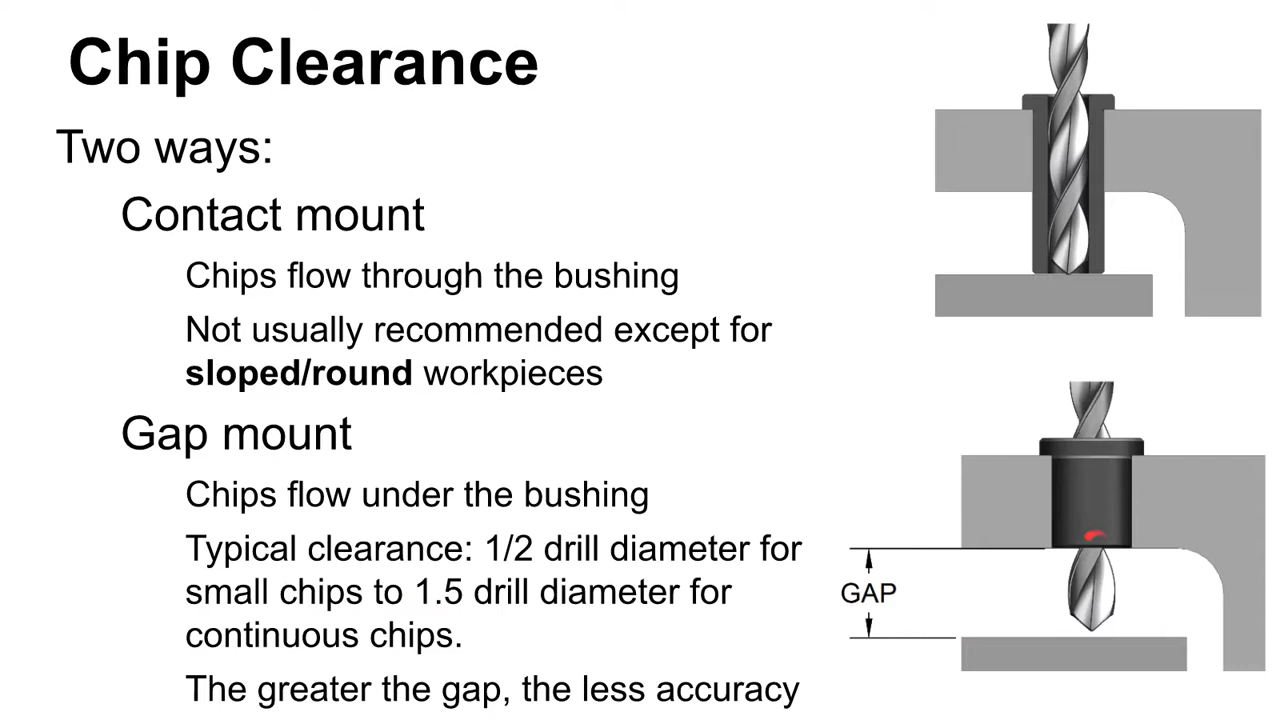 Chip Clearance
Two ways:
Contact mount
Chips flow through the bushing
Not usually recommended except for
sloped/round workpieces
Gap mount
Chips flow under the bushing
Typical clearance: 1/2 drill diameter for
small chips to 1.5 drill diameter for
continuous chips.
The greater the gap, the less accuracy
GAP